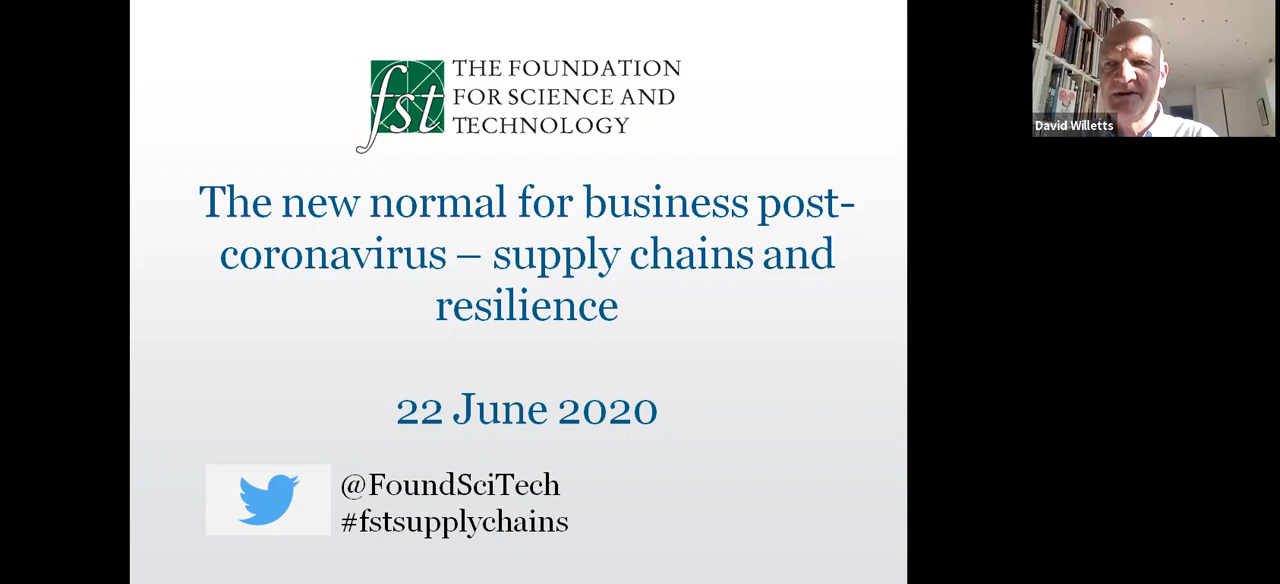 fst
THE FOUNDATION
FOR SCIENCE AND
TECHNOLOGY
The new normal for business post-
coronavirus – supply chains and
resilience
22 June 2020
@FoundSciTech
#fstsupplychains
David Willetts